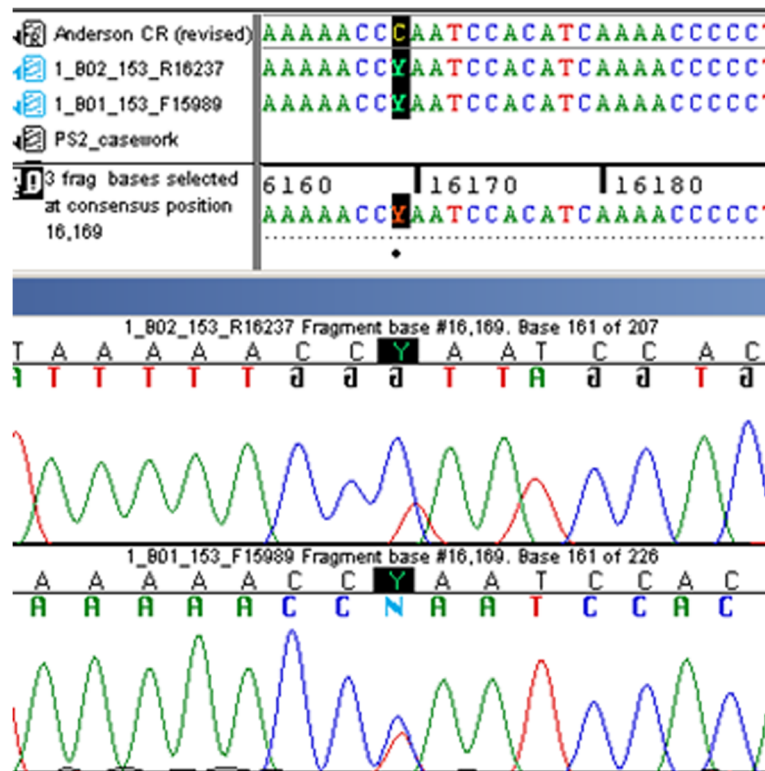 Anderson CR (revised) AAAAACCCAATCCACATCAAAACCCCC
1_B02_153_R16237 AAAAACCYAATCCACATCAAAACCCCC
1_B01_153_F15989 AAAAACCYAATCCACATCAAAACCCCC
PS2_casework
3 frag bases selected
at consensus position
16,169
6160 16170 16180
AAAAACCYAATCCACATCAAAACCCCC
1_B02_153_R16237 Fragment base #16,169. Base 161 of 207
T A A A A A C C Y A A T C C A C
A T T T T T G G G T T A G G T G
1_B01_153_F15989 Fragment base #16,169. Base 161 of 226
A A A A A C C Y A A T C C A C
A A A A A C C N A A T C C A C